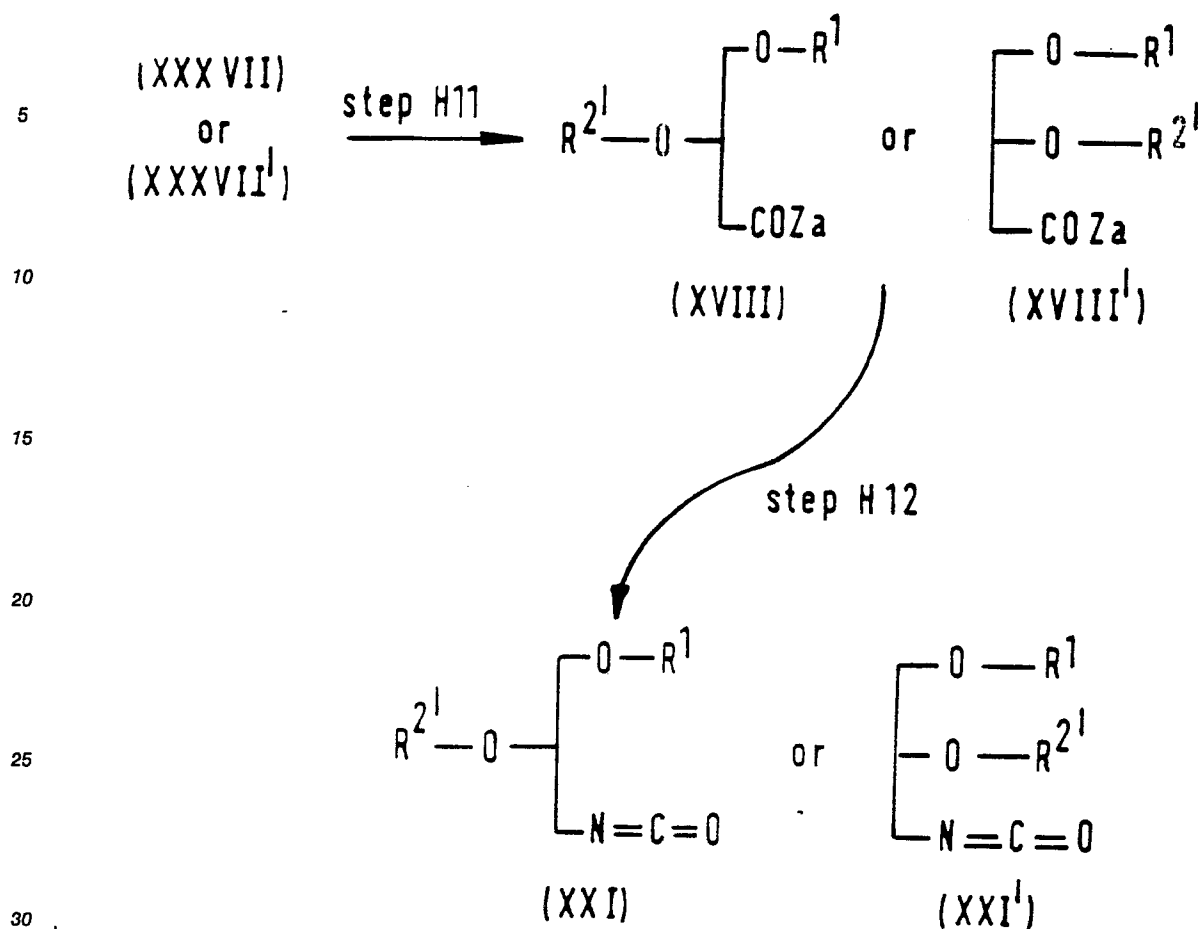 (XXXVII)
or
(XXXVII')
step H11
O—R¹
R²'—O
COZa
(XVIII)
or
O—R¹
O—R²'
COZa
(XVIII')
step H12
O—R¹
R²'—O
N=C=O
(XXI)
or
O—R¹
O—R²'
N=C=O
(XXI')
5
10
15
20
25
30